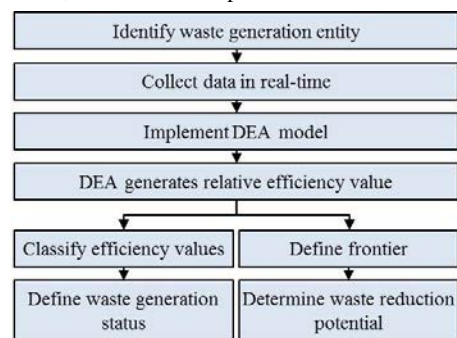 Identify waste generation entity
Collect data in real-time
Implement DEA model
DEA generates relative efficiency value
Classify efficiency values
Define frontier
Define waste generation
status
Determine waste reduction
potential